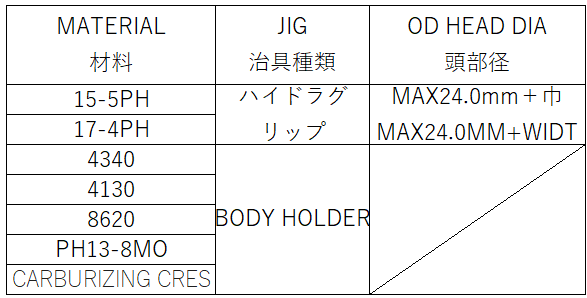 MATERIAL JIG OD HEAD DIA
材料 治具種類 頭部径
15-5PH ハイドラグ MAX24.0mm＋巾
17-4PH リップ MAX24.0MM+WIDT
4340
4130
8620 BODY HOLDER
PH13-8MO
CARBURIZING CRES